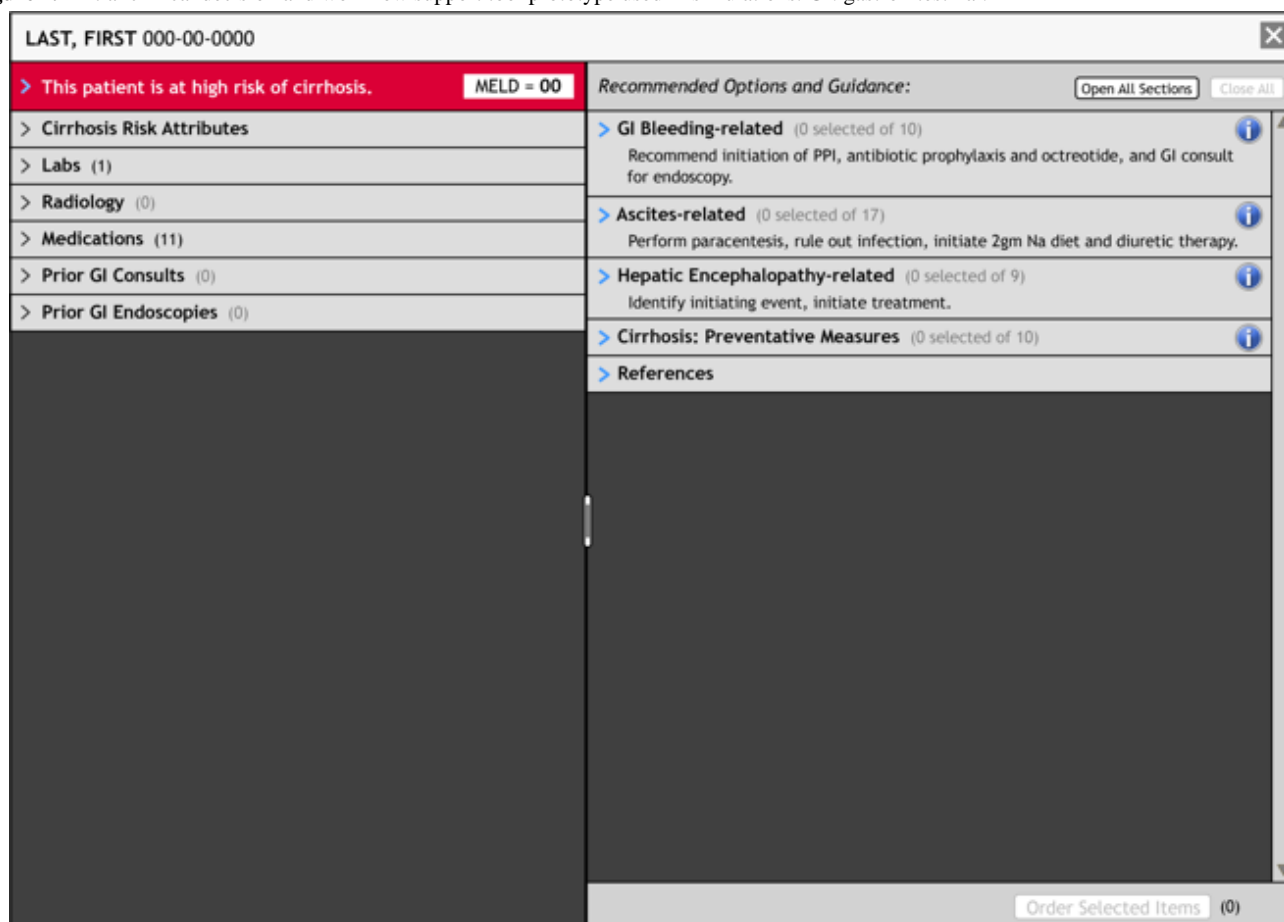 LAST, FIRST 000-00-0000
This patient is at high risk of cirrhosis.
MELD = 00
Cirrhosis Risk Attributes
Labs (1)
Radiology (0)
Medications (11)
Prior GI Consults (0)
Prior GI Endoscopies (0)
Recommended Options and Guidance:
Open All Sections
Close All
GI Bleeding-related (0 selected of 10)
Recommend initiation of PPI, antibiotic prophylaxis and octreotide, and GI consult
for endoscopy.
Ascites-related (0 selected of 17)
Perform paracentesis, rule out infection, initiate 2gm Na diet and diuretic therapy.
Hepatic Encephalopathy-related (0 selected of 9)
Identify initiating event, initiate treatment.
Cirrhosis: Preventative Measures (0 selected of 10)
References
Order Selected Items (0)